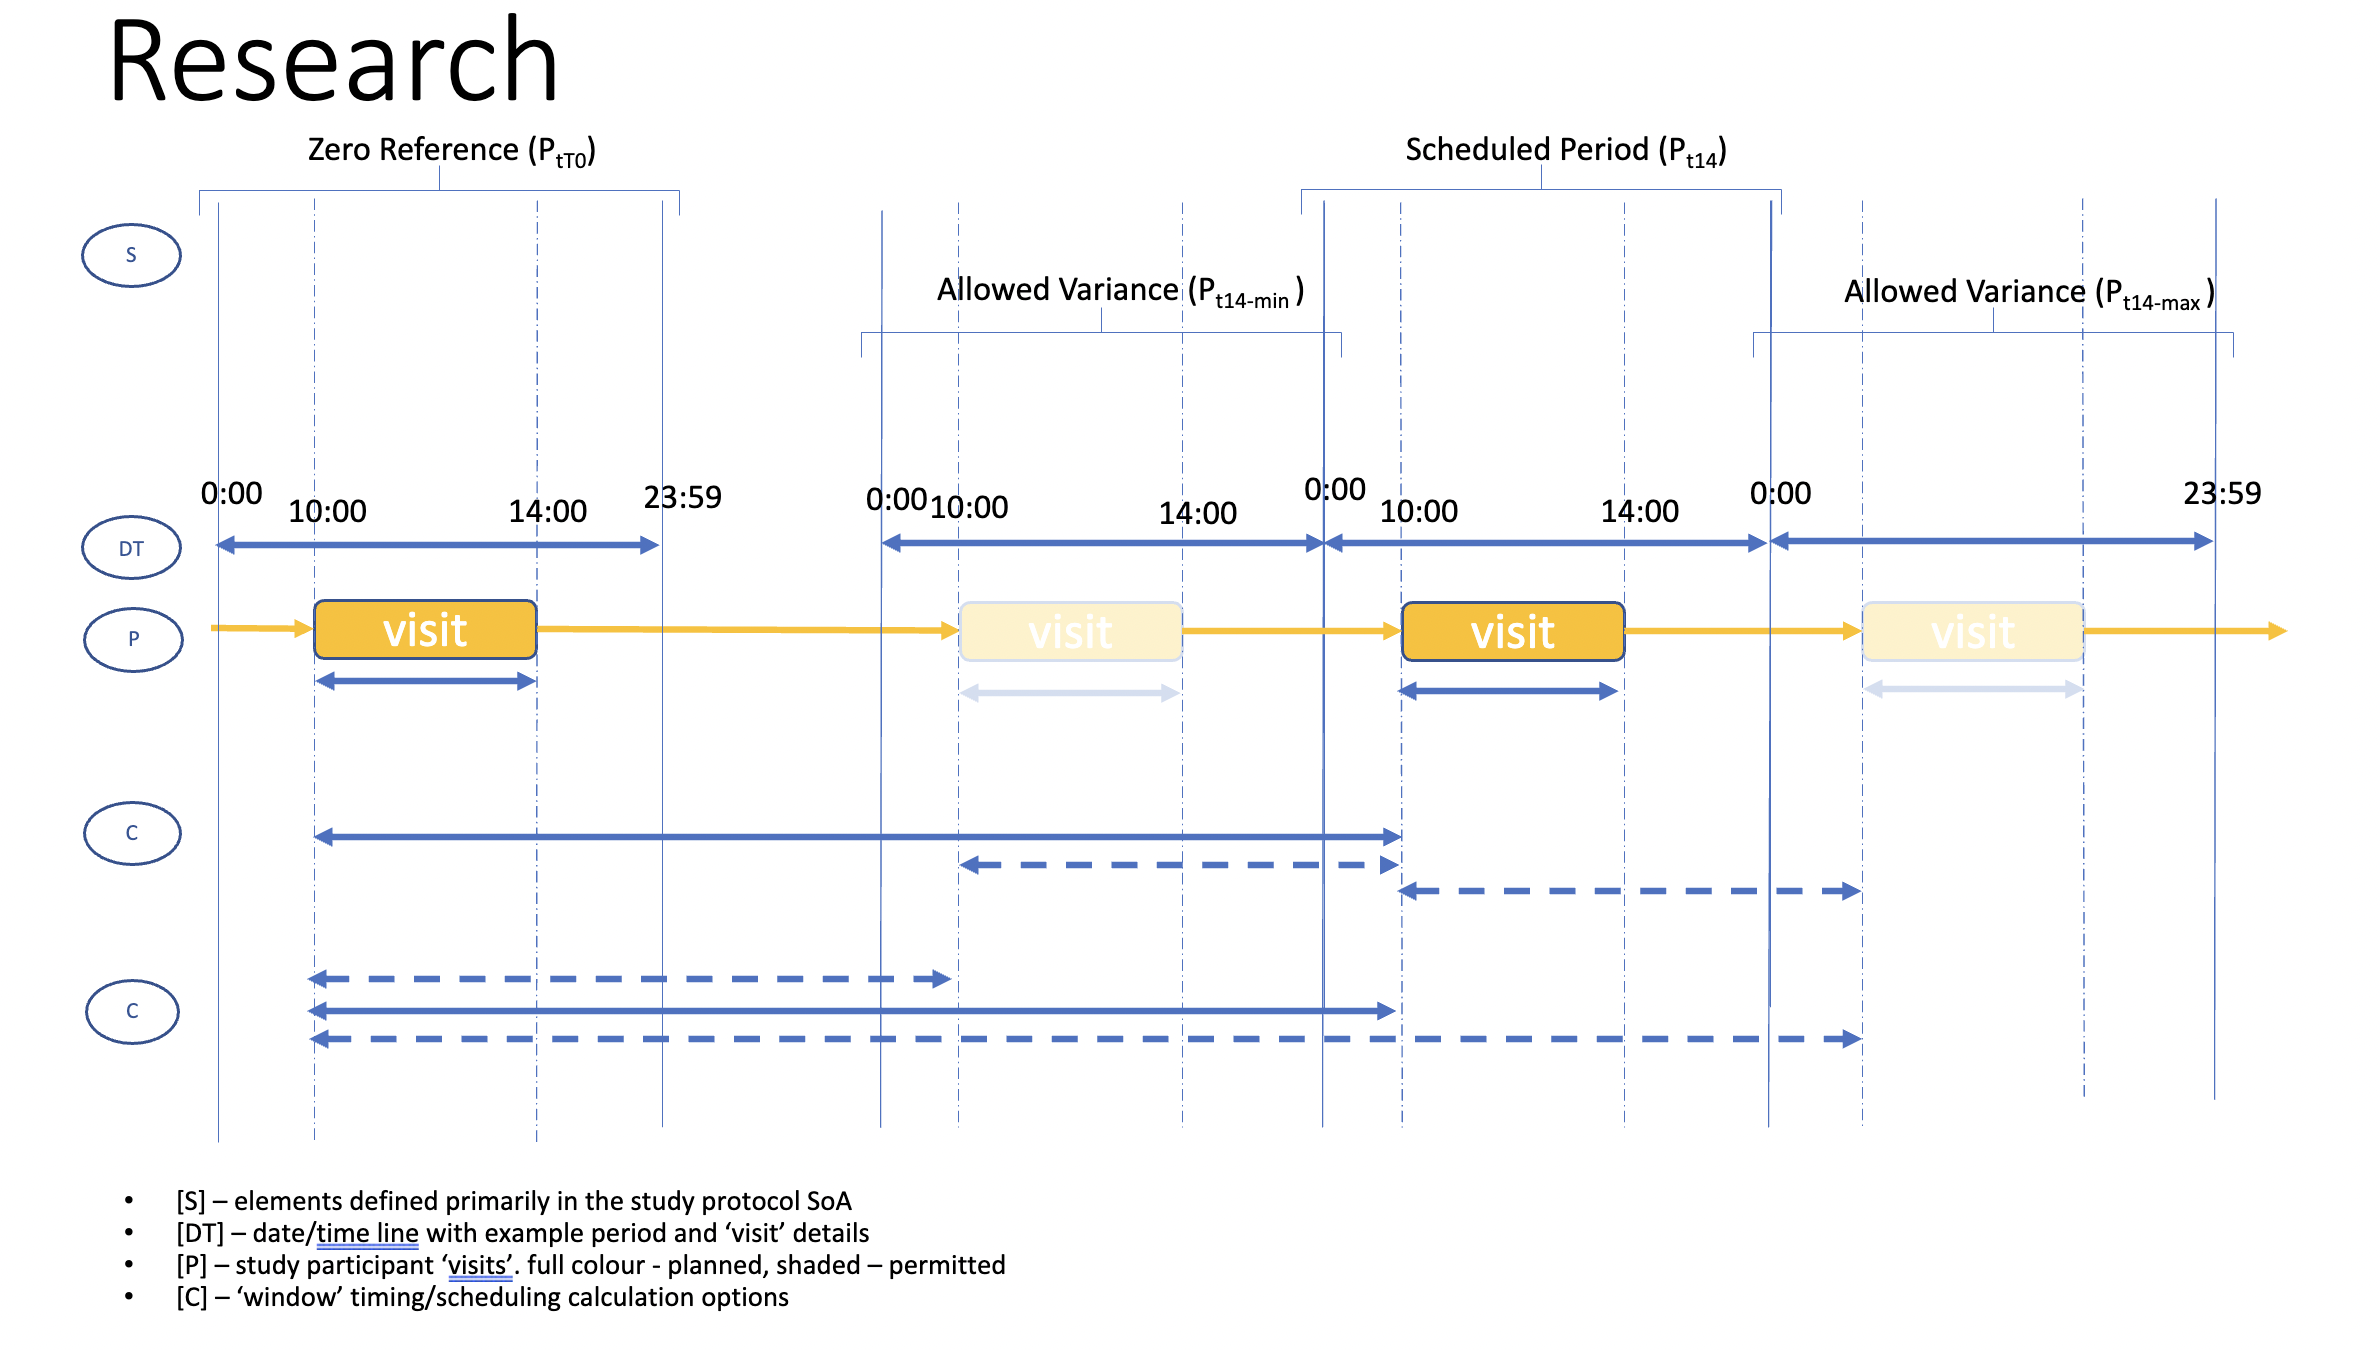 Research
Zero Reference (PtT0)
Scheduled Period (Pt14)
S
Allowed Variance (Pt14-min )
Allowed Variance (Pt14-max )
0:00
10:00
14:00
23:59
0:00
10:00
14:00
0:00
10:00
14:00
0:00
23:59
DT
P
visit
visit
visit
visit
C
C
• [S] – elements defined primarily in the study protocol SoA
• [DT] – date/time line with example period and ‘visit’ details
• [P] – study participant ‘visits’. full colour - planned, shaded – permitted
• [C] – ‘window’ timing/scheduling calculation options